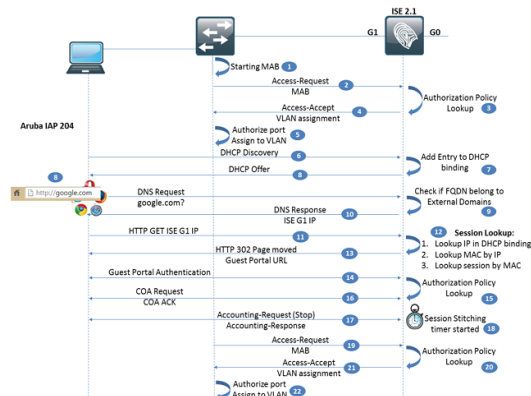 ISE 2.1
G1
G0
Starting MAB 1
Access-Request 2
MAB
Authorization Policy
Lookup 3
Access-Accept 4
VLAN assignment
Aruba IAP 204
Authorize port 5
Assign to VLAN
DHCP Discovery 6
Add Entry to DHCP
binding 7
DHCP Offer 8
8
http://google.com
DNS Request
google.com?
Check if FQDN belong to
External Domains
9
DNS Response 10
ISE G1 IP
HTTP GET ISE G1 IP 11
12 Session Lookup:
1. Lookup IP in DHCP binding
2. Lookup MAC by IP
3. Lookup session by MAC
HTTP 302 Page moved 13
Guest Portal URL
Guest Portal Authentication 14
Authorization Policy
Lookup 15
COA Request 16
COA ACK
Accounting-Request (Stop) 17
Accounting-Response
Session Stitching
timer started 18
Access-Request 19
MAB
Authorization Policy
Lookup 20
Access-Accept 21
VLAN assignment
Authorize port
Assign to VLAN 22